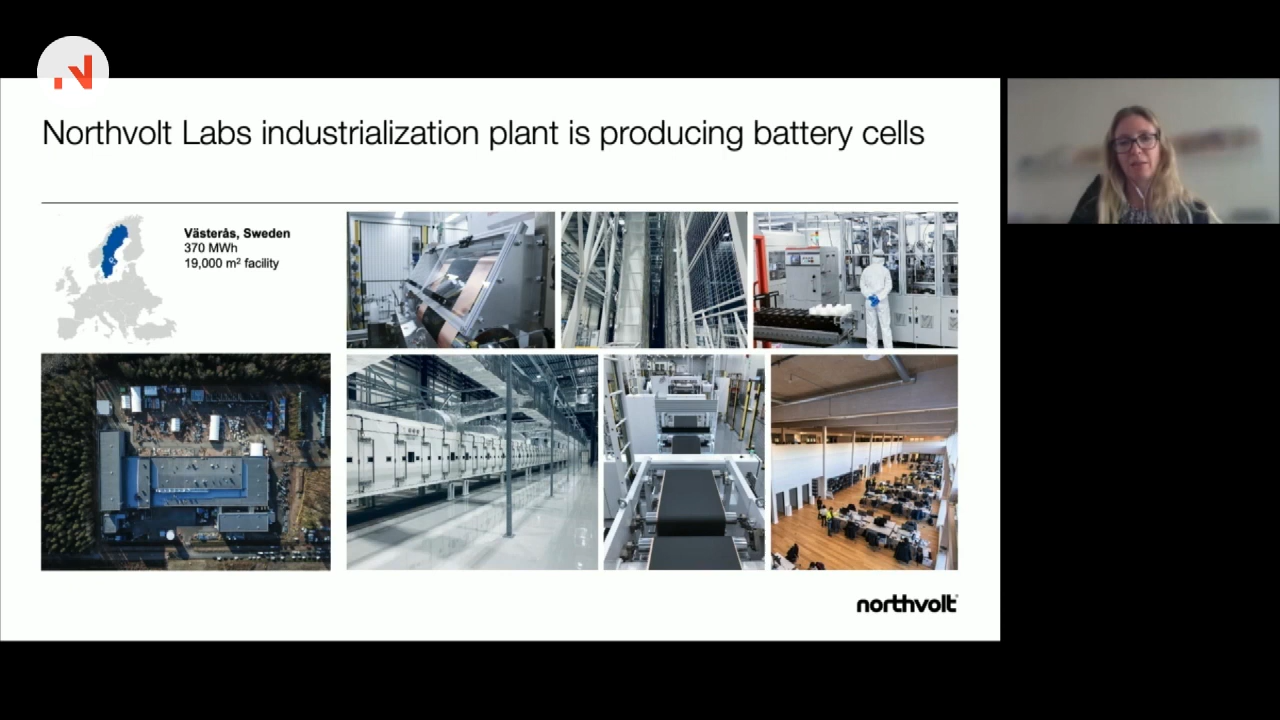 Northvolt Labs industrialization plant is producing battery cells
Västerås, Sweden
370 MWh
19,000 m² facility
northvolt